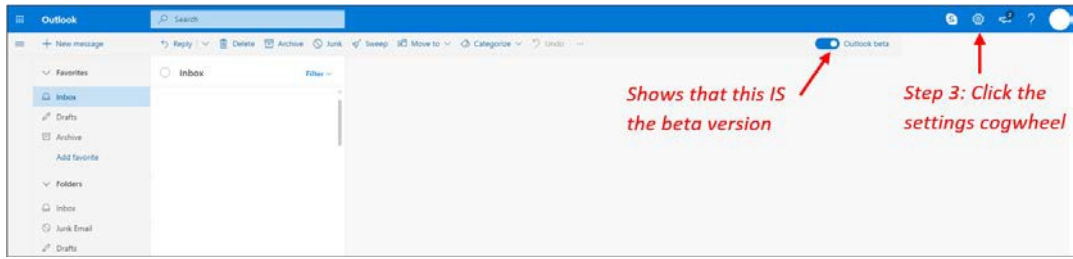 Outlook
Search
New message
Reply
Delete
Archive
Junk
Sweep
Move to
Categorize
Undo
Outlook beta
Favorites
Inbox
Filter
Inbox
Drafts
Archive
Add favorite
Folders
Inbox
Junk Email
Drafts
Shows that this IS
the beta version
Step 3: Click the
settings cogwheel